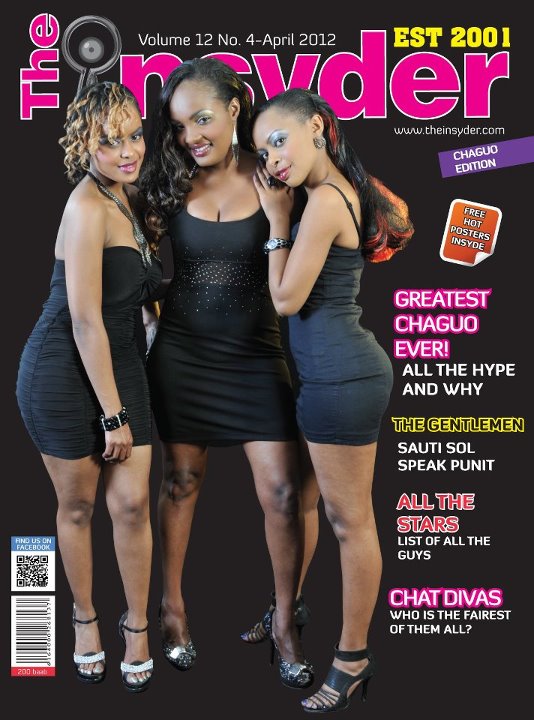 The insyder
Volume 12 No. 4-April 2012
EST 2001
www.theinsyder.com
CHAGUO
EDITION
FREE
HOT
POSTERS
INSYDE
GREATEST
CHAGUO
EVER!
ALL THE HYPE
AND WHY
THE GENTLEMEN
SAUTI SOL
SPEAK PUNIT
ALL THE
STARS
LIST OF ALL THE
GUYS
CHAT DIVAS
WHO IS THE FAIREST
OF THEM ALL?
FIND US ON
FACEBOOK
200 baab